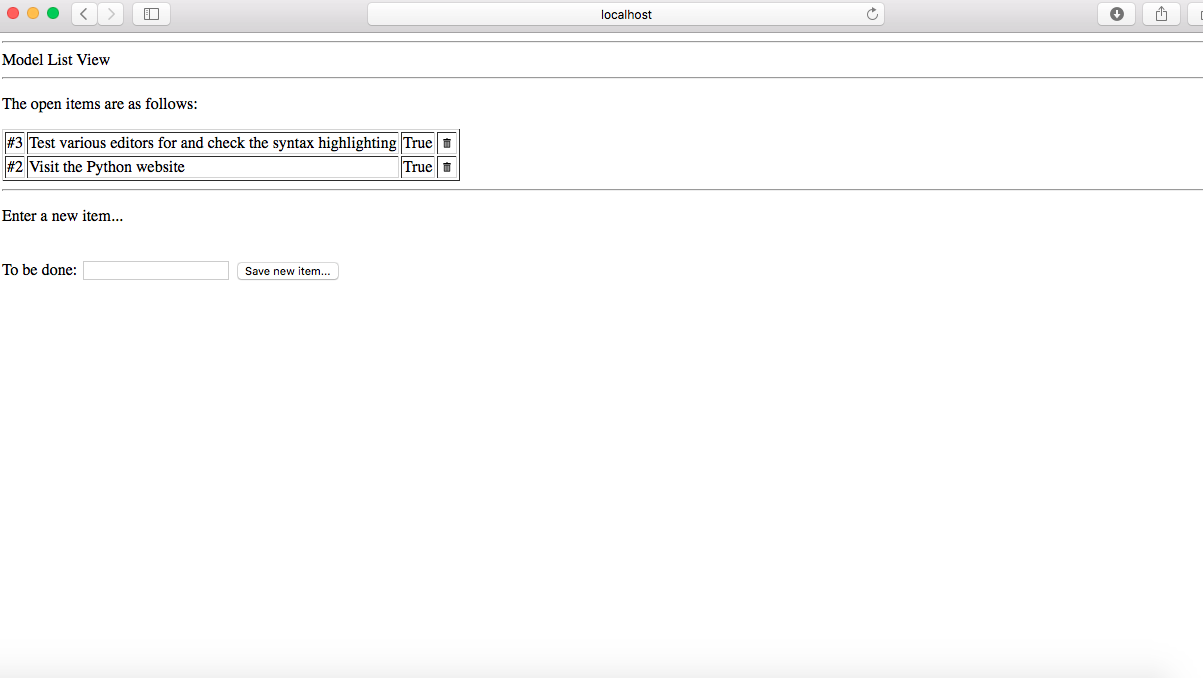 localhost
Model List View
The open items are as follows:
#3 Test various editors for and check the syntax highlighting True
#2 Visit the Python website True
Enter a new item...
To be done: Save new item...